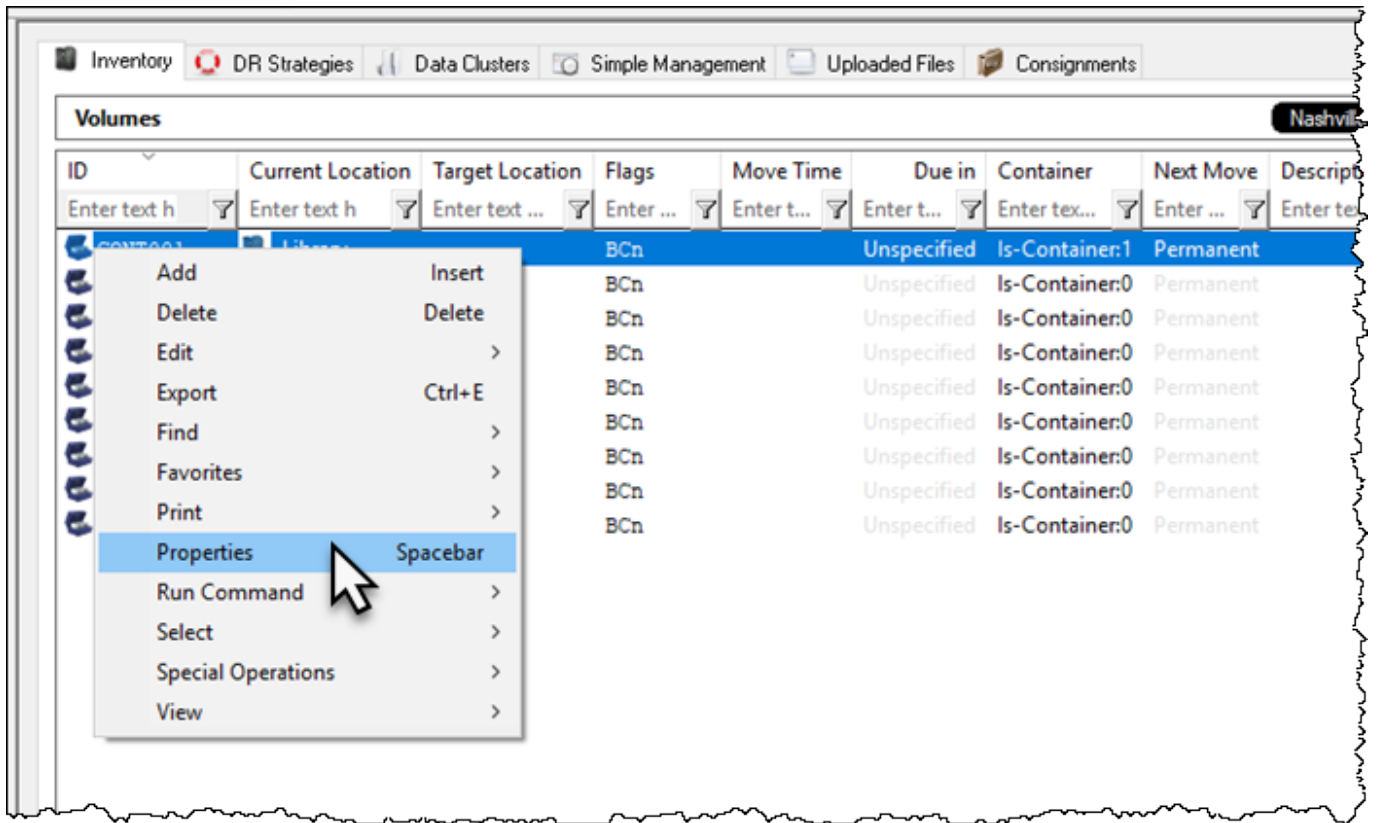 Inventory DR Strategies Data Clusters Simple Management Uploaded Files Consignments
Volumes
ID Current Location Target Location Flags Move Time Due in Container Next Move
Enter text h Enter text h Enter text ... Enter ... Enter t... Enter t... Enter tex... Enter ... Enter
BCn Unspecified Is-Container:1 Permanent
Add Insert
BCn Unspecified Is-Container:0 Permanent
Delete Delete
BCn Unspecified Is-Container:0 Permanent
Edit
BCn Unspecified Is-Container:0 Permanent
Export Ctrl+E
BCn Unspecified Is-Container:0 Permanent
Find
BCn Unspecified Is-Container:0 Permanent
Favorites
BCn Unspecified Is-Container:0 Permanent
Print
BCn Unspecified Is-Container:0 Permanent
Properties Spacebar
BCn Unspecified Is-Container:0 Permanent
Run Command
Select
Special Operations
View